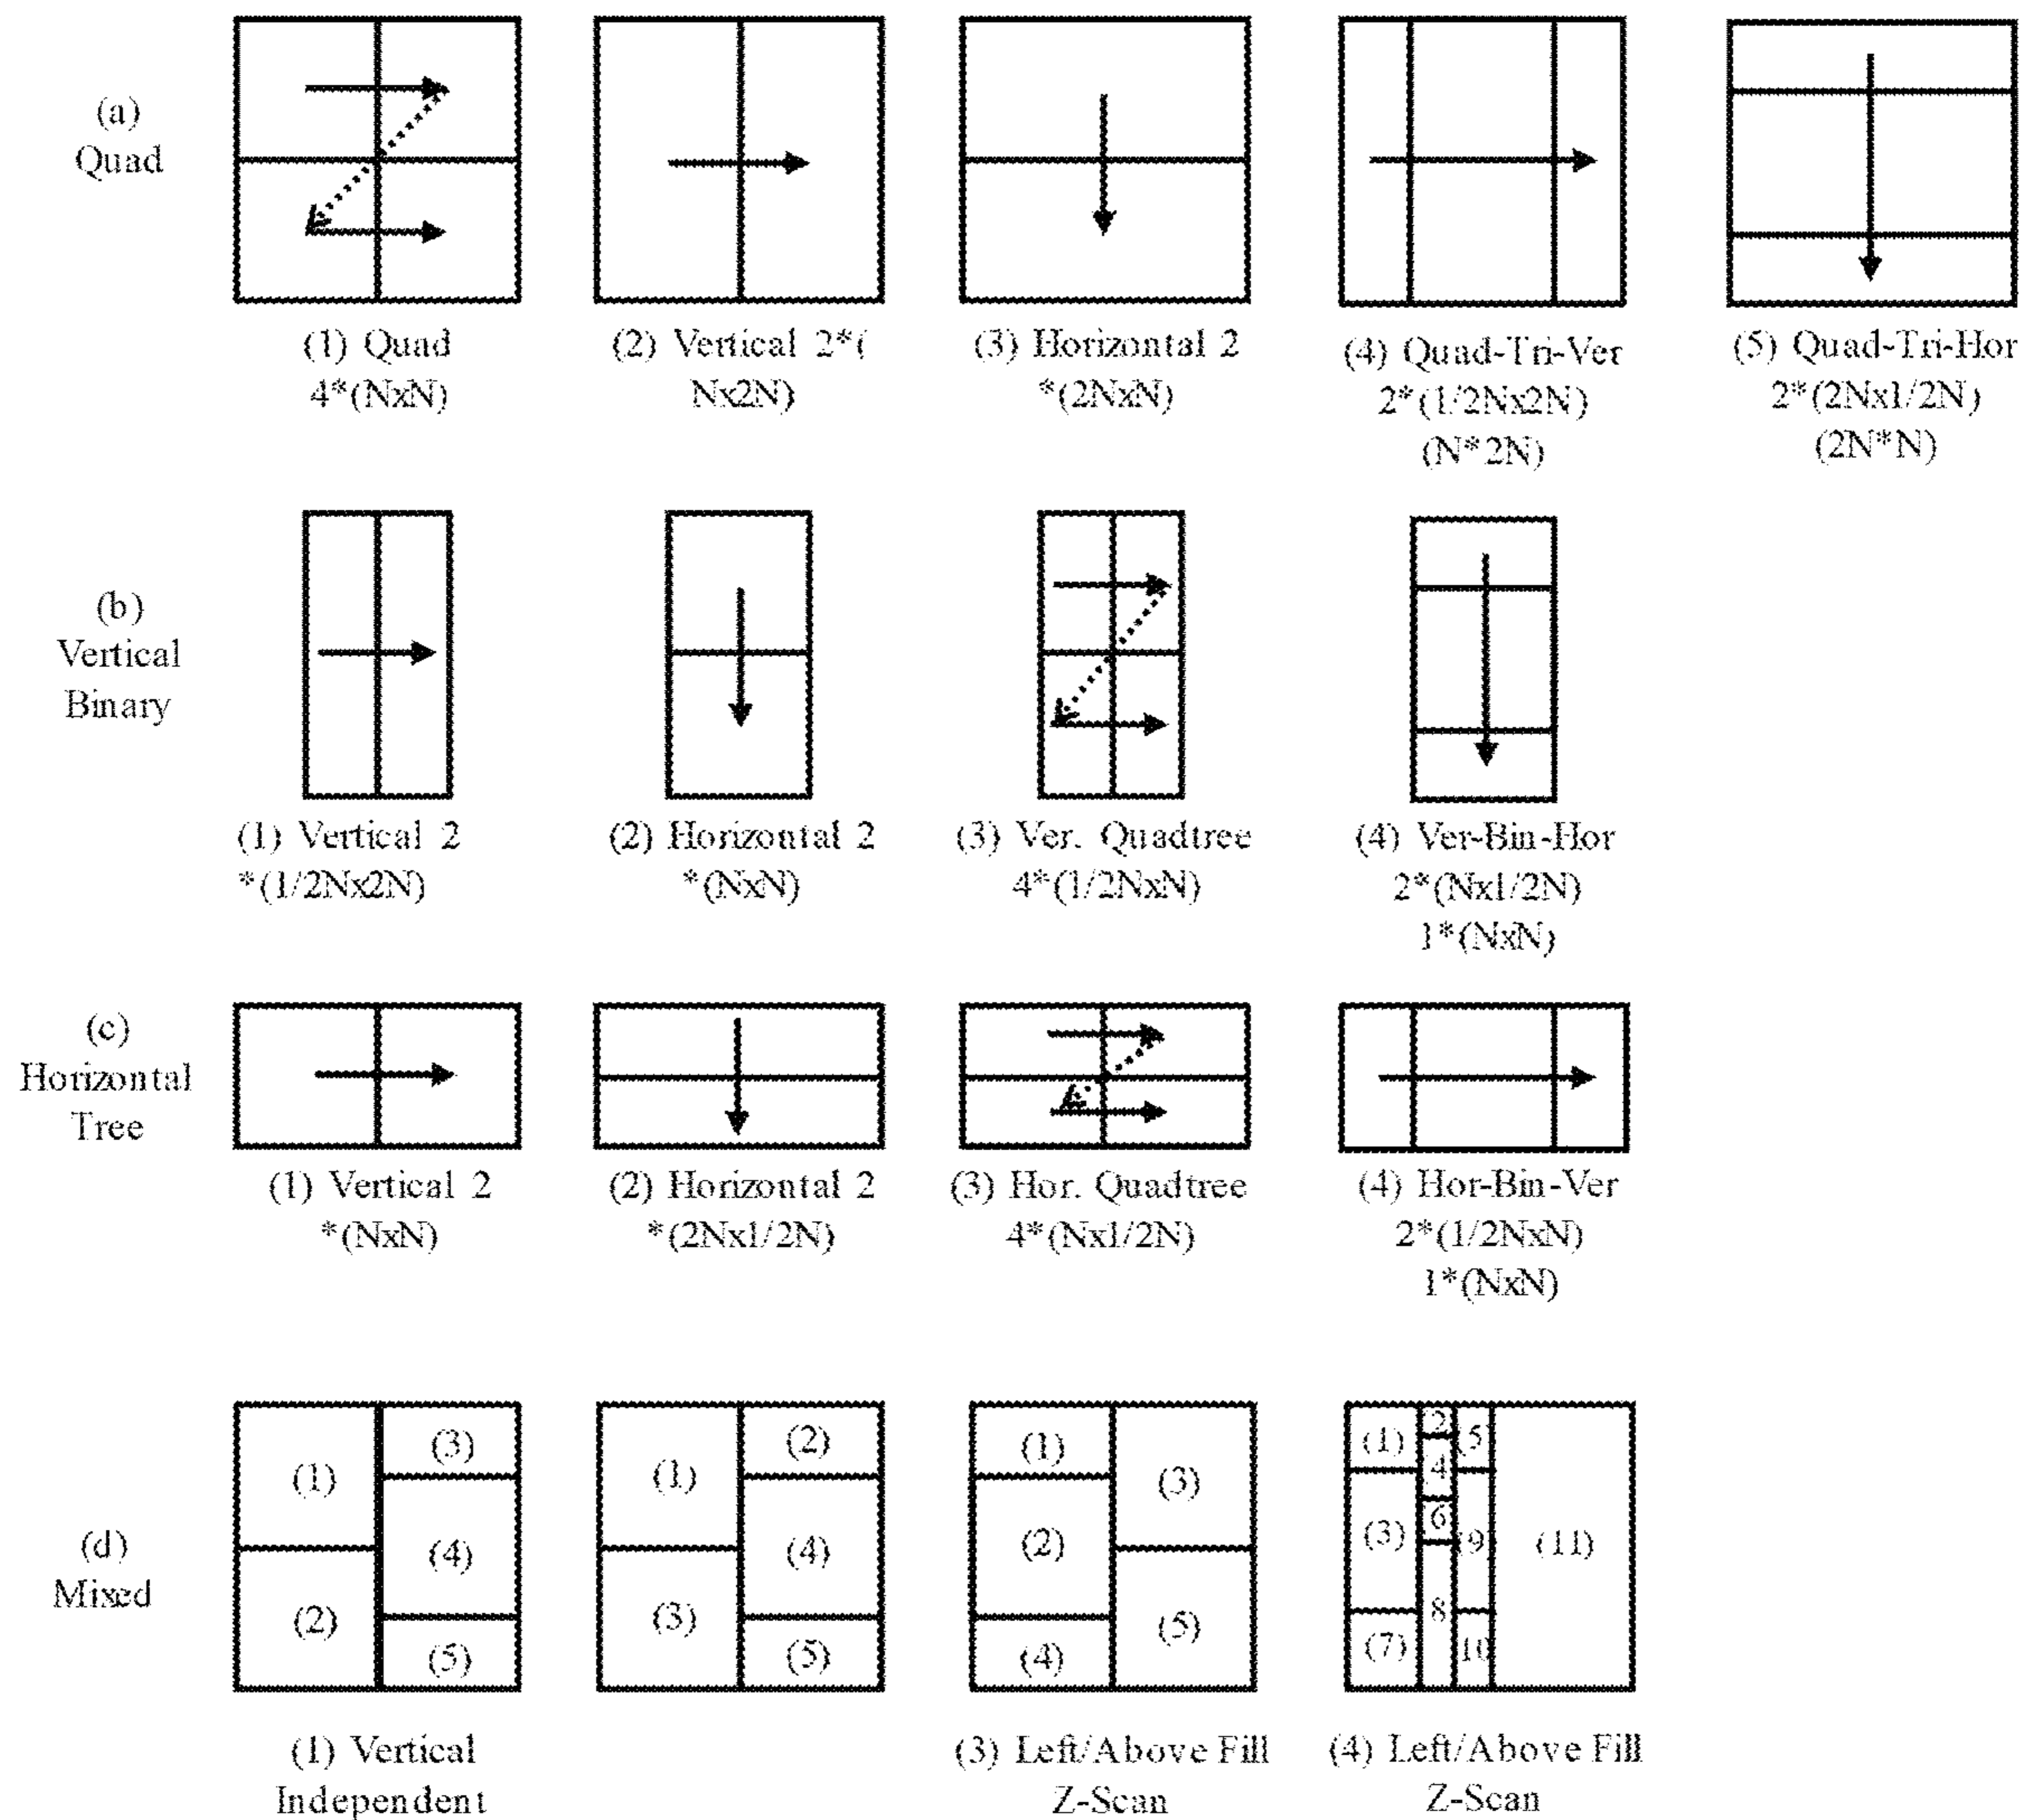 (a)
Quad
(1) Quad
4*(NxN)
(2) Vertical 2*(
Nx2N)
(3) Horizontal 2
*(2NxN)
(4) Quad-Tri-Ver
2*(1/2Nx2N)
(N*2N)
(5) Quad-Tri-Hor
2*(2Nx1/2N)
(2N*N)
(b)
Vertical
Binary
(1) Vertical 2
*(1/2Nx2N)
(2) Horizontal 2
*(NxN)
(3) Ver. Quadtree
4*(1/2NxN)
(4) Ver-Bin-Hor
2*(Nx1/2N)
1*(NxN)
(c)
Horizontal
Tree
(1) Vertical 2
*(NxN)
(2) Horizontal 2
*(2Nx1/2N)
(3) Hor. Quadtree
4*(Nx1/2N)
(4) Hor-Bin-Ver
2*(1/2NxN)
1*(NxN)
(d)
Mixed
(1)
(2)
(3)
(4)
(5)
(1) Vertical
Independent
(1)
(2)
(3)
(4)
(5)
(1)
(2)
(3)
(4)
(5)
(3) Left/Above Fill
Z-Scan
(1)
2
(3)
4
(5
6
(7)
8
(9
10
(11)
(4) Left/Above Fill
Z-Scan